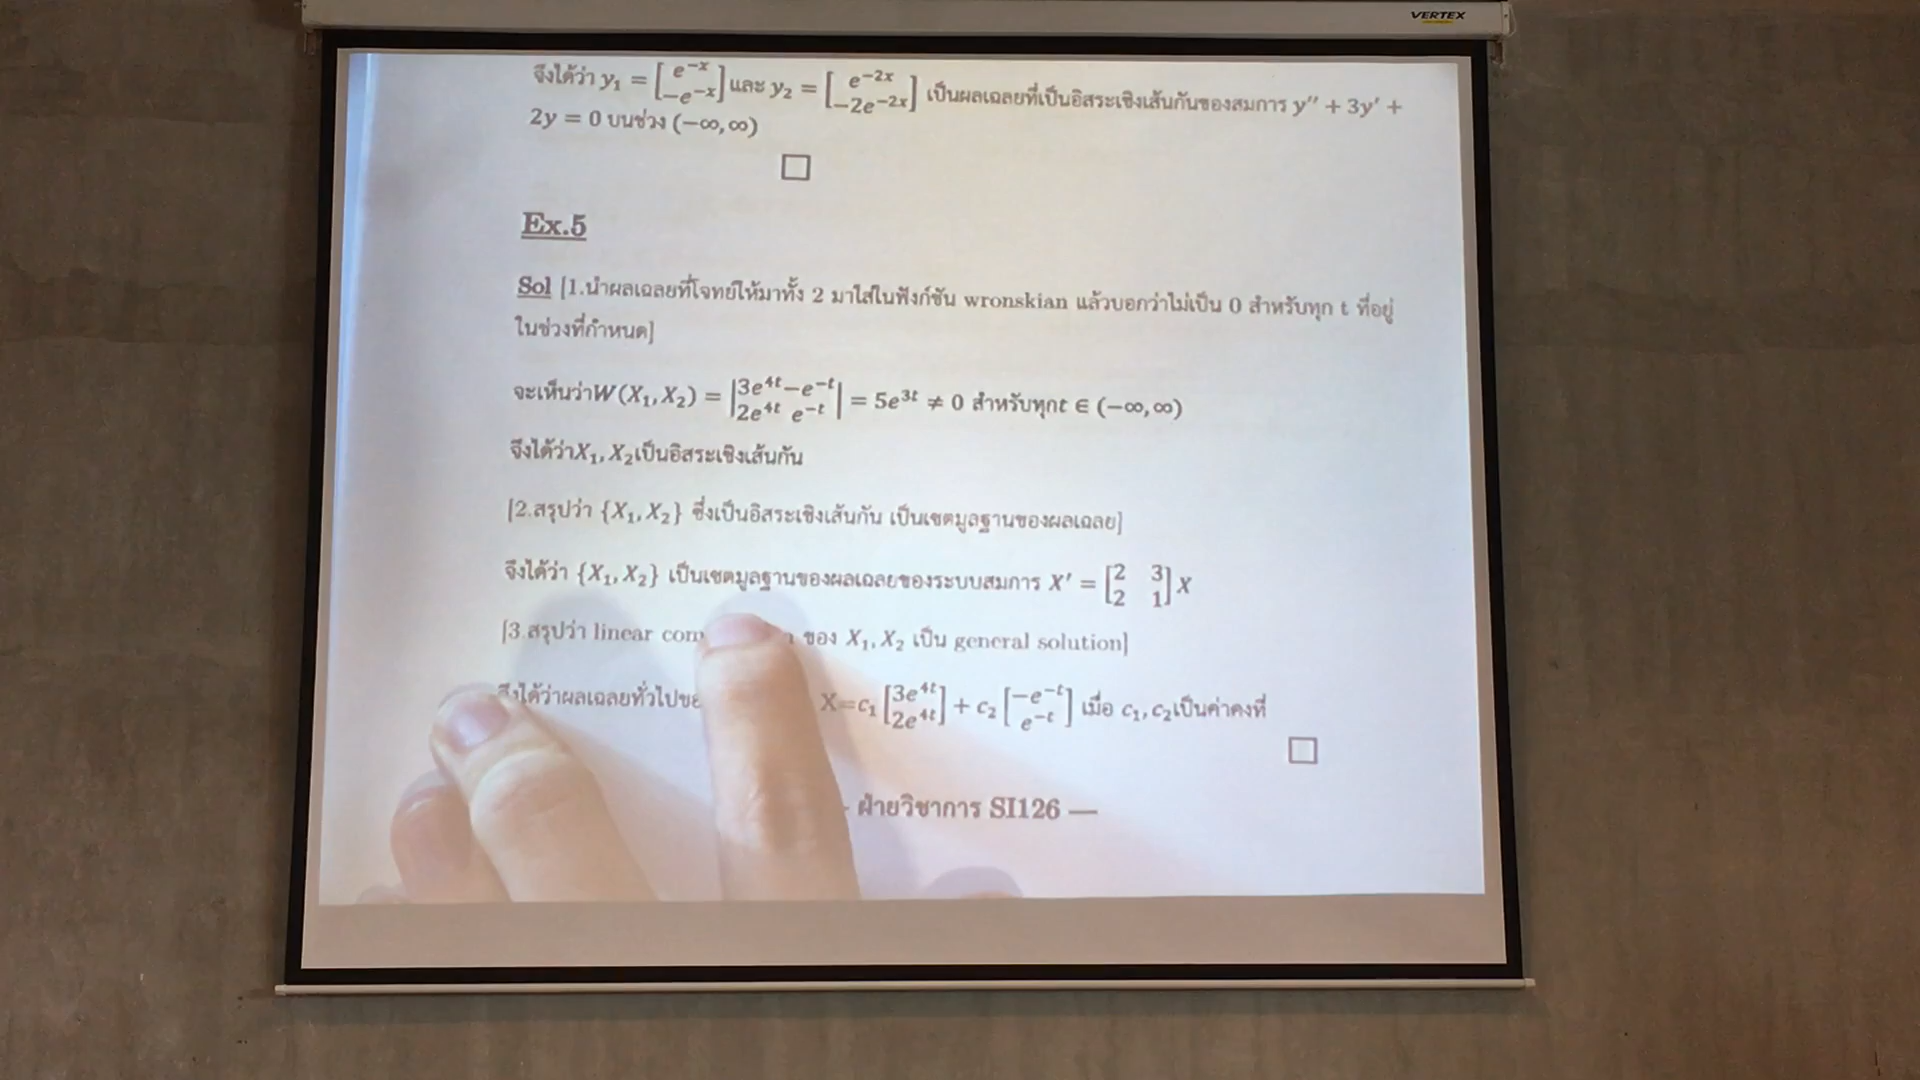 VERTEX
จึงได้ว่า y₁ = [e⁻ˣ; −e⁻ˣ] และ y₂ = [e⁻²ˣ; −2e⁻²ˣ] เป็นผลเฉลยที่เป็นอิสระเชิงเส้นกันของสมการ y′′ + 3y′ +
2y = 0 บนช่วง (−∞, ∞)
□
Ex.5
Sol [1.นำผลเฉลยที่โจทย์ให้มาทั้ง 2 มาใส่ในฟังก์ชัน wronskian แล้วบอกว่าไม่เป็น 0 สำหรับทุก t ที่อยู่
ในช่วงที่กำหนด]
จะเห็นว่าW(X₁, X₂) = |3e⁴ᵗ −e⁻ᵗ; 2e⁴ᵗ e⁻ᵗ| = 5e³ᵗ ≠ 0 สำหรับทุกt ∈ (−∞, ∞)
จึงได้ว่าX₁, X₂เป็นอิสระเชิงเส้นกัน
[2.สรุปว่า {X₁, X₂} ซึ่งเป็นอิสระเชิงเส้นกัน เป็นเซตมูลฐานของผลเฉลย]
จึงได้ว่า {X₁, X₂} เป็นเซตมูลฐานของผลเฉลยของระบบสมการ X′ = [2 3; 2 1] X
[3.สรุปว่า linear ของ X₁, X₂ เป็น general solution]
จึงได้ว่าผลเฉลยทั่วไป X=c₁ [3e⁴ᵗ; 2e⁴ᵗ] + c₂ [−e⁻ᵗ; e⁻ᵗ] เมื่อ c₁, c₂เป็นค่าคงที่
□
ฝ่ายวิชาการ SI126 —